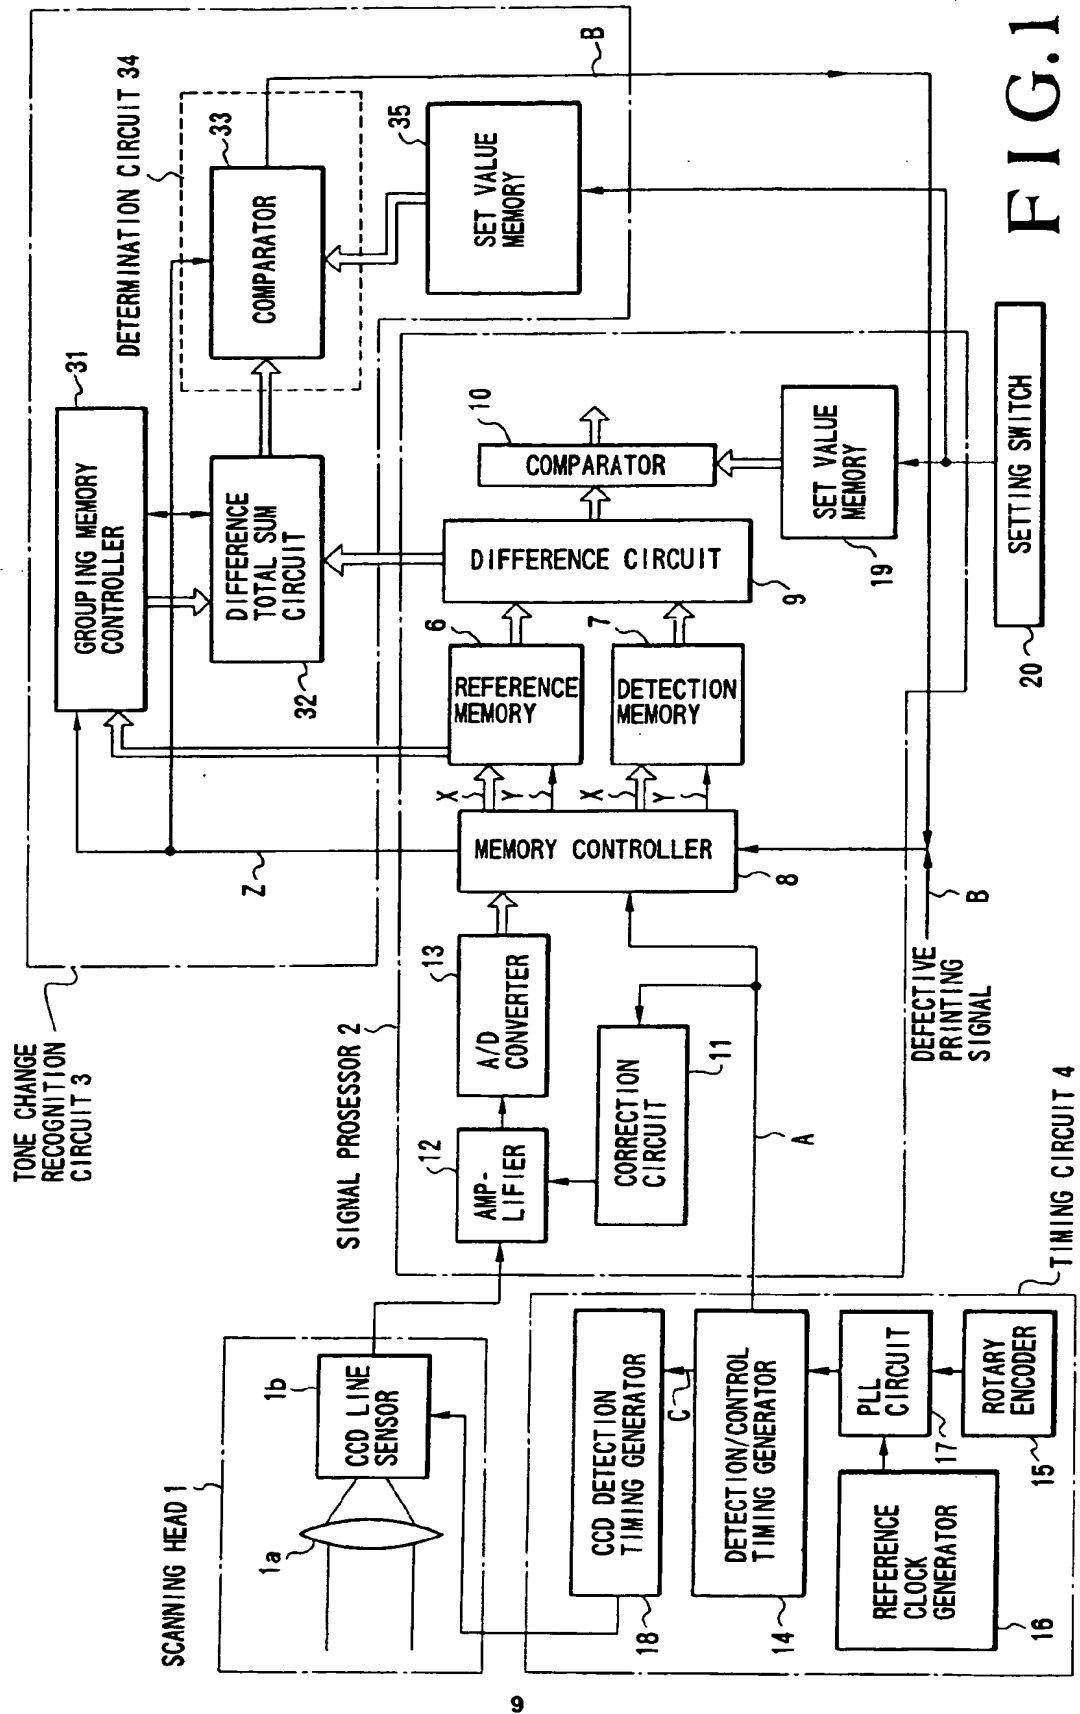 TONE CHANGE
RECOGNITION
CIRCUIT 3
DETERMINATION CIRCUIT 34
31
GROUPING MEMORY
CONTROLLER
33
COMPARATOR
B
32
DIFFERENCE
TOTAL SUM
CIRCUIT
35
SET VALUE
MEMORY
Z
SIGNAL PROSESSOR 2
12
AMP-
LIFIER
13
A/D
CONVERTER
MEMORY CONTROLLER
8
X
Y
X
Y
6
REFERENCE
MEMORY
7
DETECTION
MEMORY
DIFFERENCE CIRCUIT
9
10
COMPARATOR
SET VALUE
MEMORY
19
CORRECTION
CIRCUIT
11
A
DEFECTIVE
PRINTING
SIGNAL
B
SETTING SWITCH
20
SCANNING HEAD1
1a
1b
CCD LINE
SENSOR
TIMING CIRCUIT 4
CCD DETECTION
TIMING GENERATOR
18
C
DETECTION/CONTROL
TIMING GENERATOR
14
PLL
CIRCUIT
17
ROTARY
ENCODER
15
REFERENCE
CLOCK
GENERATOR
16
FIG.1
9